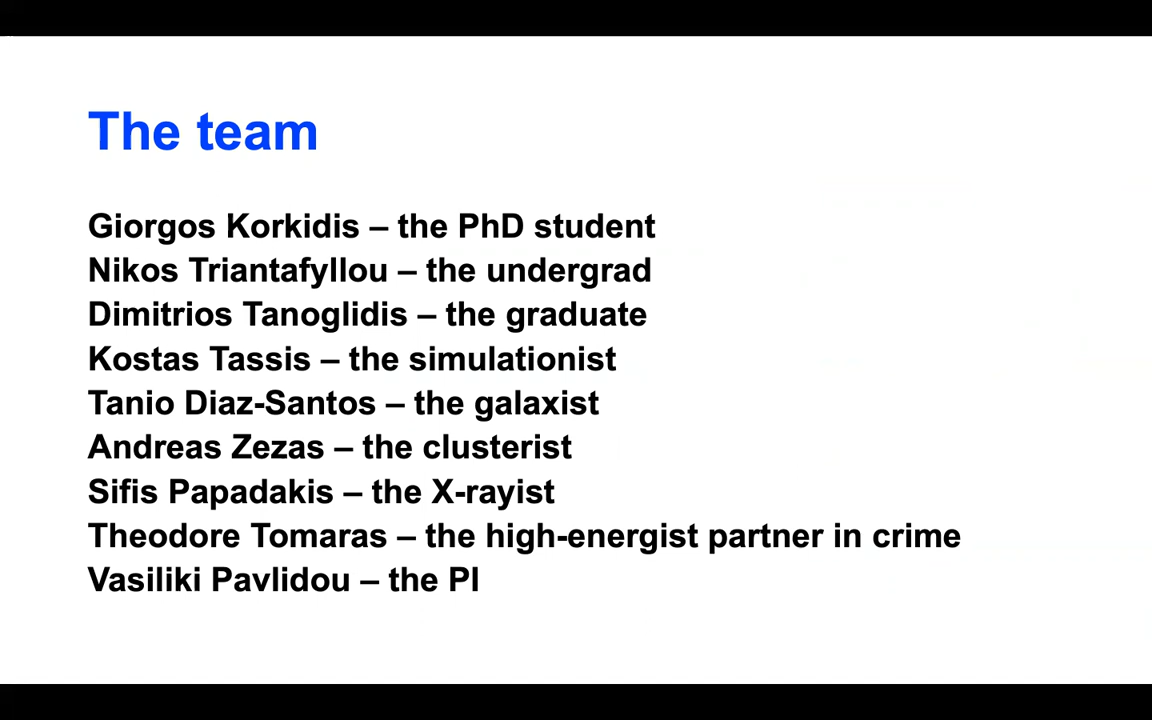 The team
Giorgos Korkidis – the PhD student
Nikos Triantafyllou – the undergrad
Dimitrios Tanoglidis – the graduate
Kostas Tassis – the simulationist
Tanio Diaz-Santos – the galaxist
Andreas Zezas – the clusterist
Sifis Papadakis – the X-rayist
Theodore Tomaras – the high-energist partner in crime
Vasiliki Pavlidou – the PI